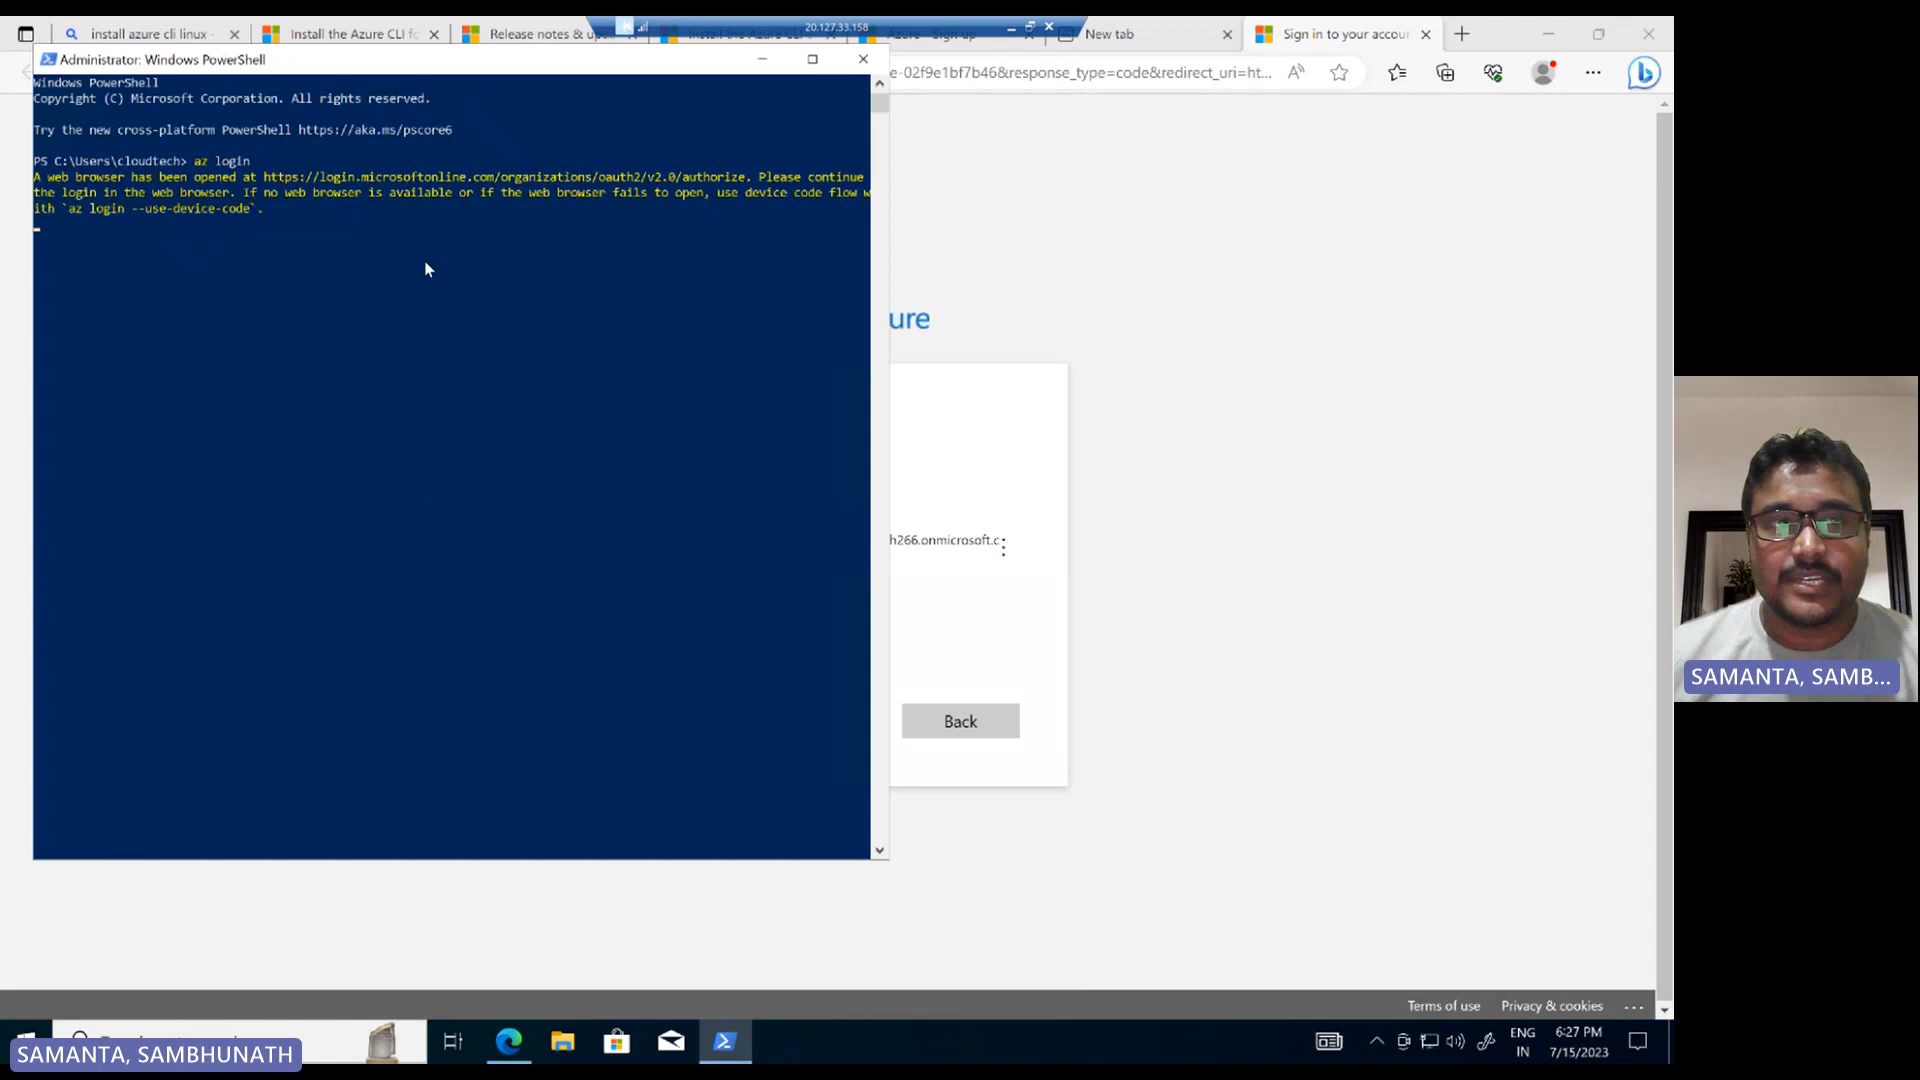 20.127.33.158
install azure cli linux -
Install the Azure CLI for
Release notes & up
New tab
Sign in to your accou
Administrator: Windows PowerShell
e-02f9e1bf7b46&response_type=code&redirect_uri=ht...
Windows PowerShell
Copyright (C) Microsoft Corporation. All rights reserved.
Try the new cross-platform PowerShell https://aka.ms/pscore6
PS C:\Users\cloudtech> az login
A web browser has been opened at https://login.microsoftonline.com/organizations/oauth2/v2.0/authorize. Please continue
the login in the web browser. If no web browser is available or if the web browser fails to open, use device code flow w
ith `az login --use-device-code`.
ure
h266.onmicrosoft.c
Back
SAMANTA, SAMB...
Terms of use
Privacy & cookies
ENG
IN
6:27 PM
7/15/2023
SAMANTA, SAMBHUNATH